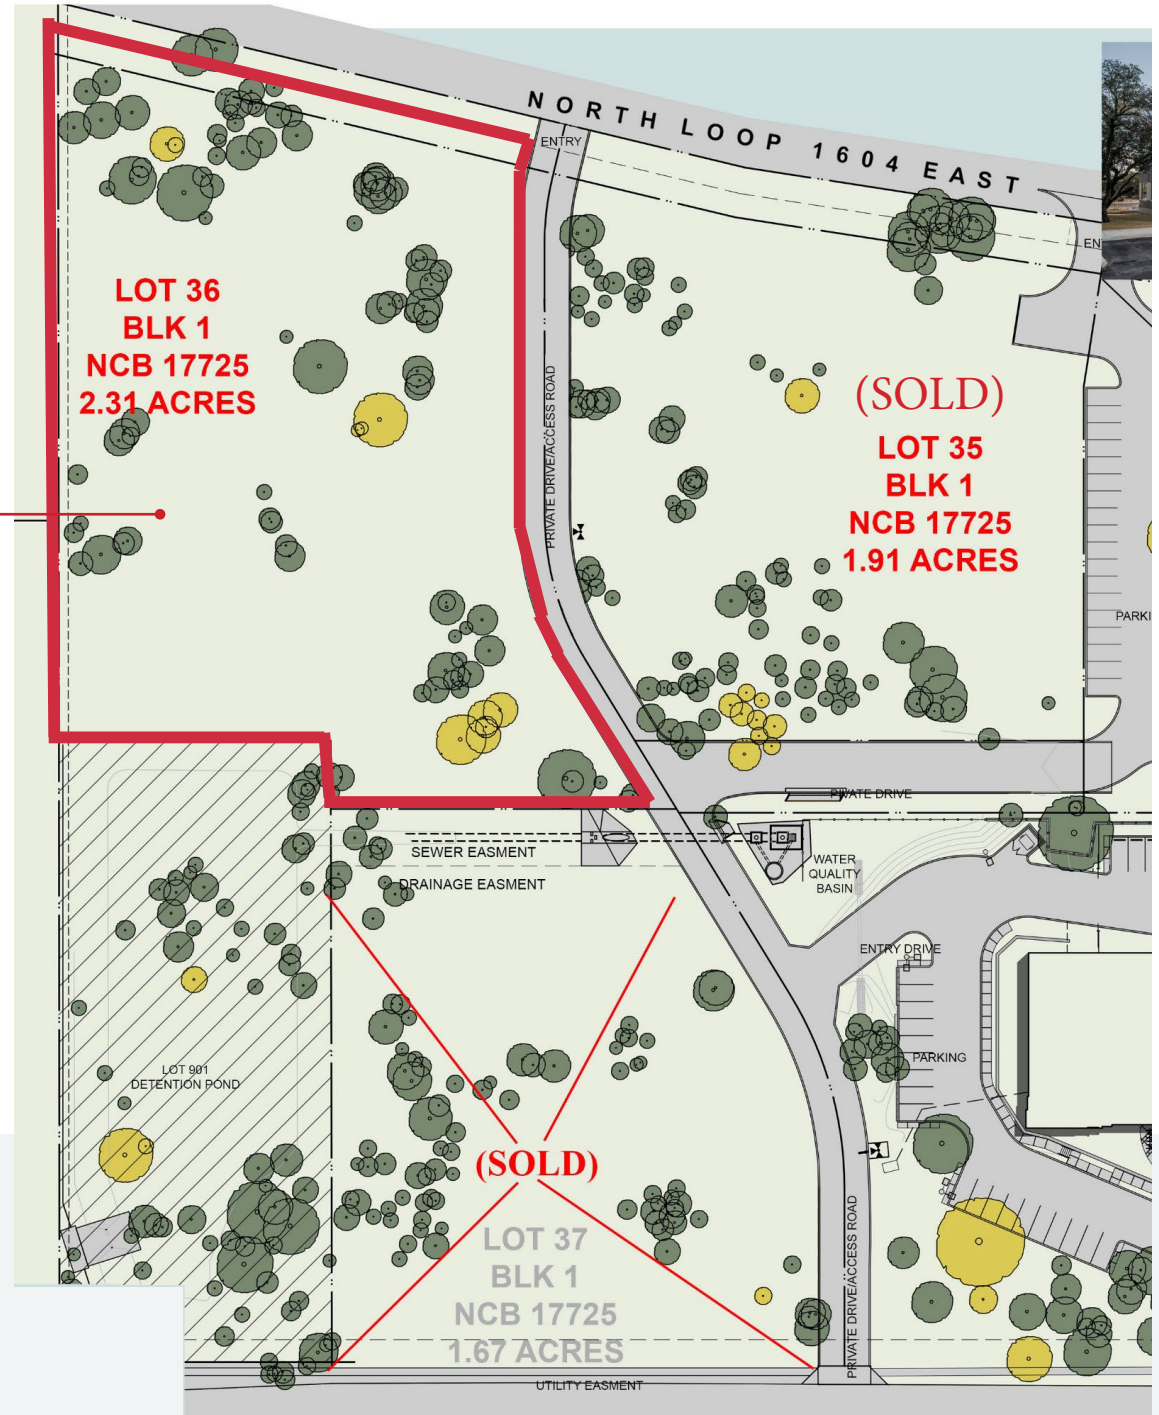 NORTH LOOP 1604 EAST
ENTRY
EN
LOT 36
BLK 1
NCB 17725
2.31 ACRES
PRIVATE DRIVE/ACCESS ROAD
(SOLD)
LOT 35
BLK 1
NCB 17725
1.91 ACRES
PARKI
DRIVE
SEWER EASMENT
DRAINAGE EASMENT
WATER
QUALITY
BASIN
ENTRY DRIVE
PARKING
LOT 901
DETENTION POND
(SOLD)
LOT 37
BLK 1
NCB 17725
1.67 ACRES
PRIVATE DRIVE/ACCESS ROAD
UTILITY EASMENT